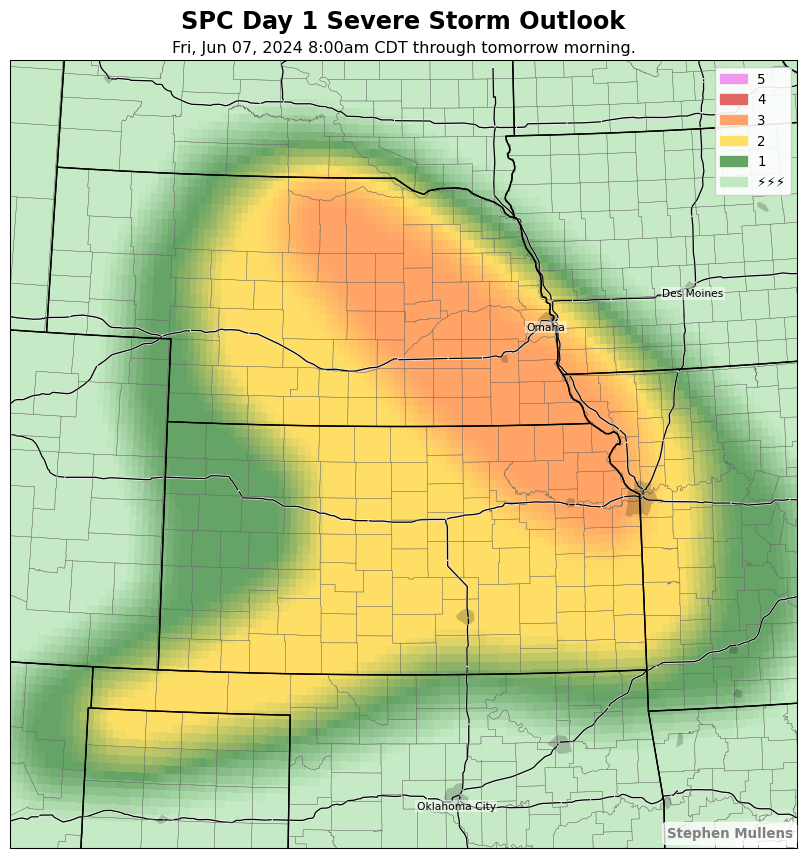 SPC Day 1 Severe Storm Outlook
Fri, Jun 07, 2024 8:00am CDT through tomorrow morning.
5
4
3
2
1
⚡⚡⚡
Des Moines
Omaha
Oklahoma City
Stephen Mullens